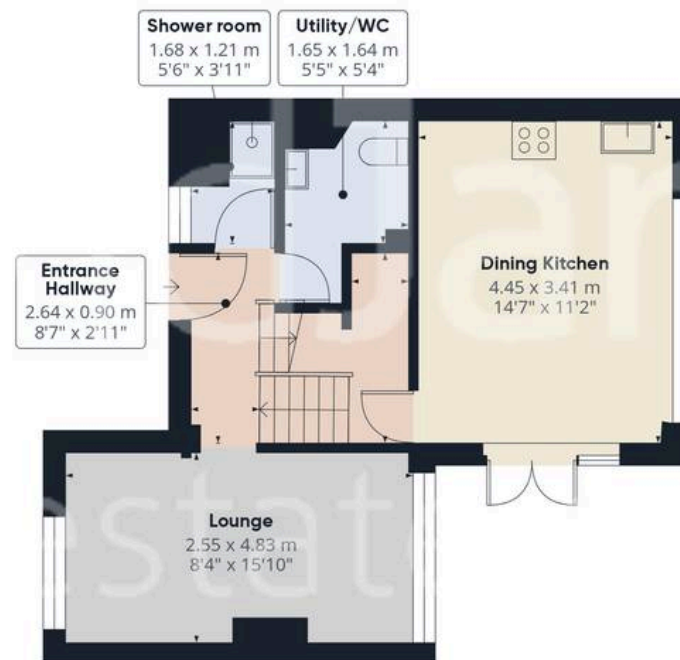 Shower room
1.68 x 1.21 m
5'6" x 3'11"
Utility/WC
1.65 x 1.64 m
5'5" x 5'4"
Entrance
Hallway
2.64 x 0.90 m
8'7" x 2'11"
Dining Kitchen
4.45 x 3.41 m
14'7" x 11'2"
Lounge
2.55 x 4.83 m
8'4" x 15'10"